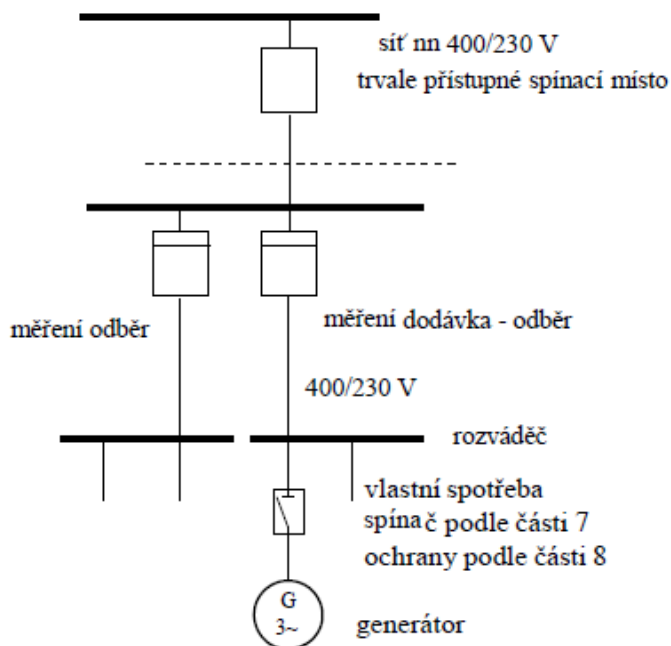 síť nn 400/230 V
trvale přístupné spínací místo
měření odběr
měření dodávka - odběr
400/230 V
rozváděč
vlastní spotřeba
spína č podle části 7
ochrany podle části 8
G
3~
generátor